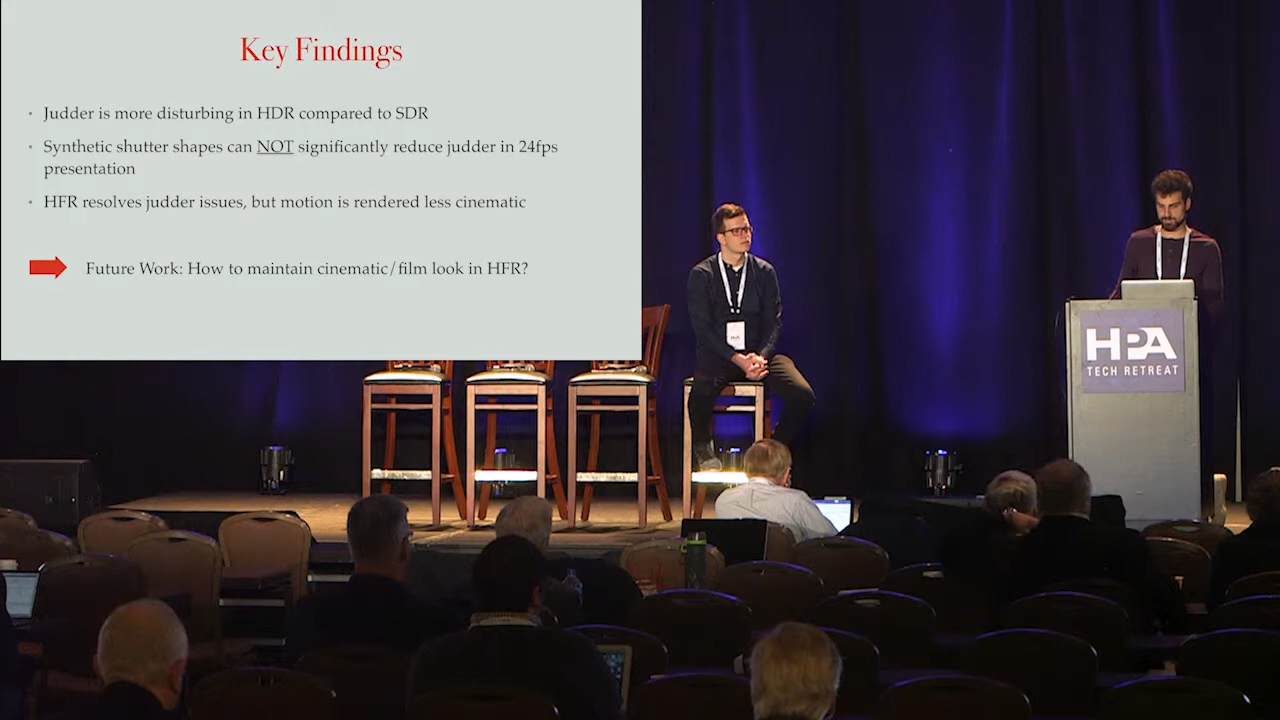 Key Findings
• Judder is more disturbing in HDR compared to SDR
• Synthetic shutter shapes can NOT significantly reduce judder in 24fps
presentation
• HFR resolves judder issues, but motion is rendered less cinematic
Future Work: How to maintain cinematic/film look in HFR?
HPA
TECH RETREAT